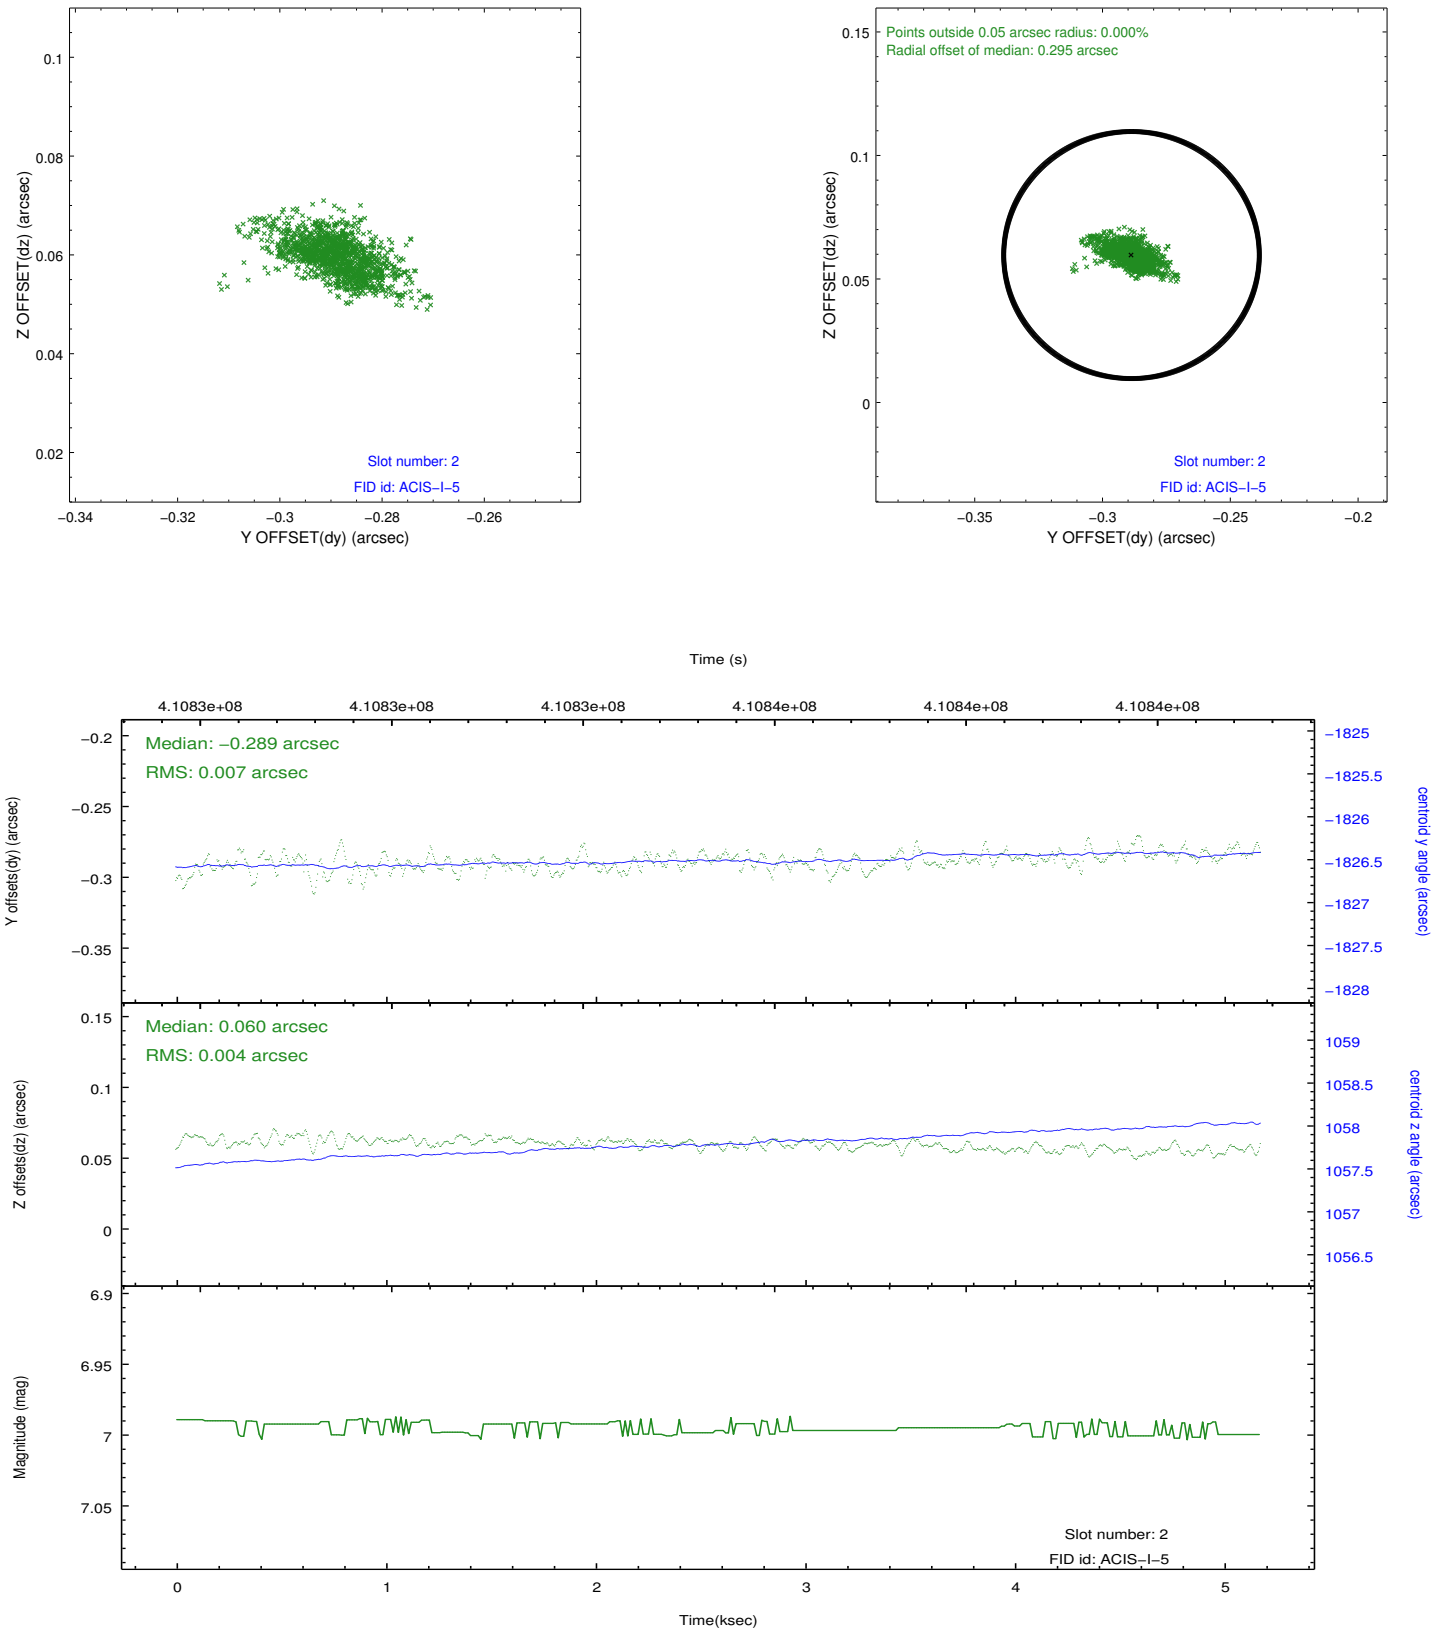 0.1
0.08
0.06
0.04
0.02
Z OFFSET(dz) (arcsec)
Slot number: 2
FID id: ACIS−I−5
−0.34 −0.32 −0.3 −0.28 −0.26
Y OFFSET(dy) (arcsec)
Points outside 0.05 arcsec radius: 0.000%
Radial offset of median: 0.295 arcsec
0.15
0.1
0.05
0
Z OFFSET(dz) (arcsec)
Slot number: 2
FID id: ACIS−I−5
−0.35 −0.3 −0.25 −0.2
Y OFFSET(dy) (arcsec)
Time (s)
4.1083e+08 4.1083e+08 4.1083e+08 4.1084e+08 4.1084e+08 4.1084e+08
Median: −0.289 arcsec
RMS: 0.007 arcsec
−0.2
−0.25
−0.3
−0.35
Y offsets(dy) (arcsec)
−1825
−1825.5
−1826
−1826.5
−1827
−1827.5
−1828
centroid y angle (arcsec)
Median: 0.060 arcsec
RMS: 0.004 arcsec
0.15
0.1
0.05
0
Z offsets(dz) (arcsec)
1059
1058.5
1058
1057.5
1057
1056.5
centroid z angle (arcsec)
6.9
6.95
7
7.05
Magnitude (mag)
Slot number: 2
FID id: ACIS−I−5
0 1 2 3 4 5
Time(ksec)